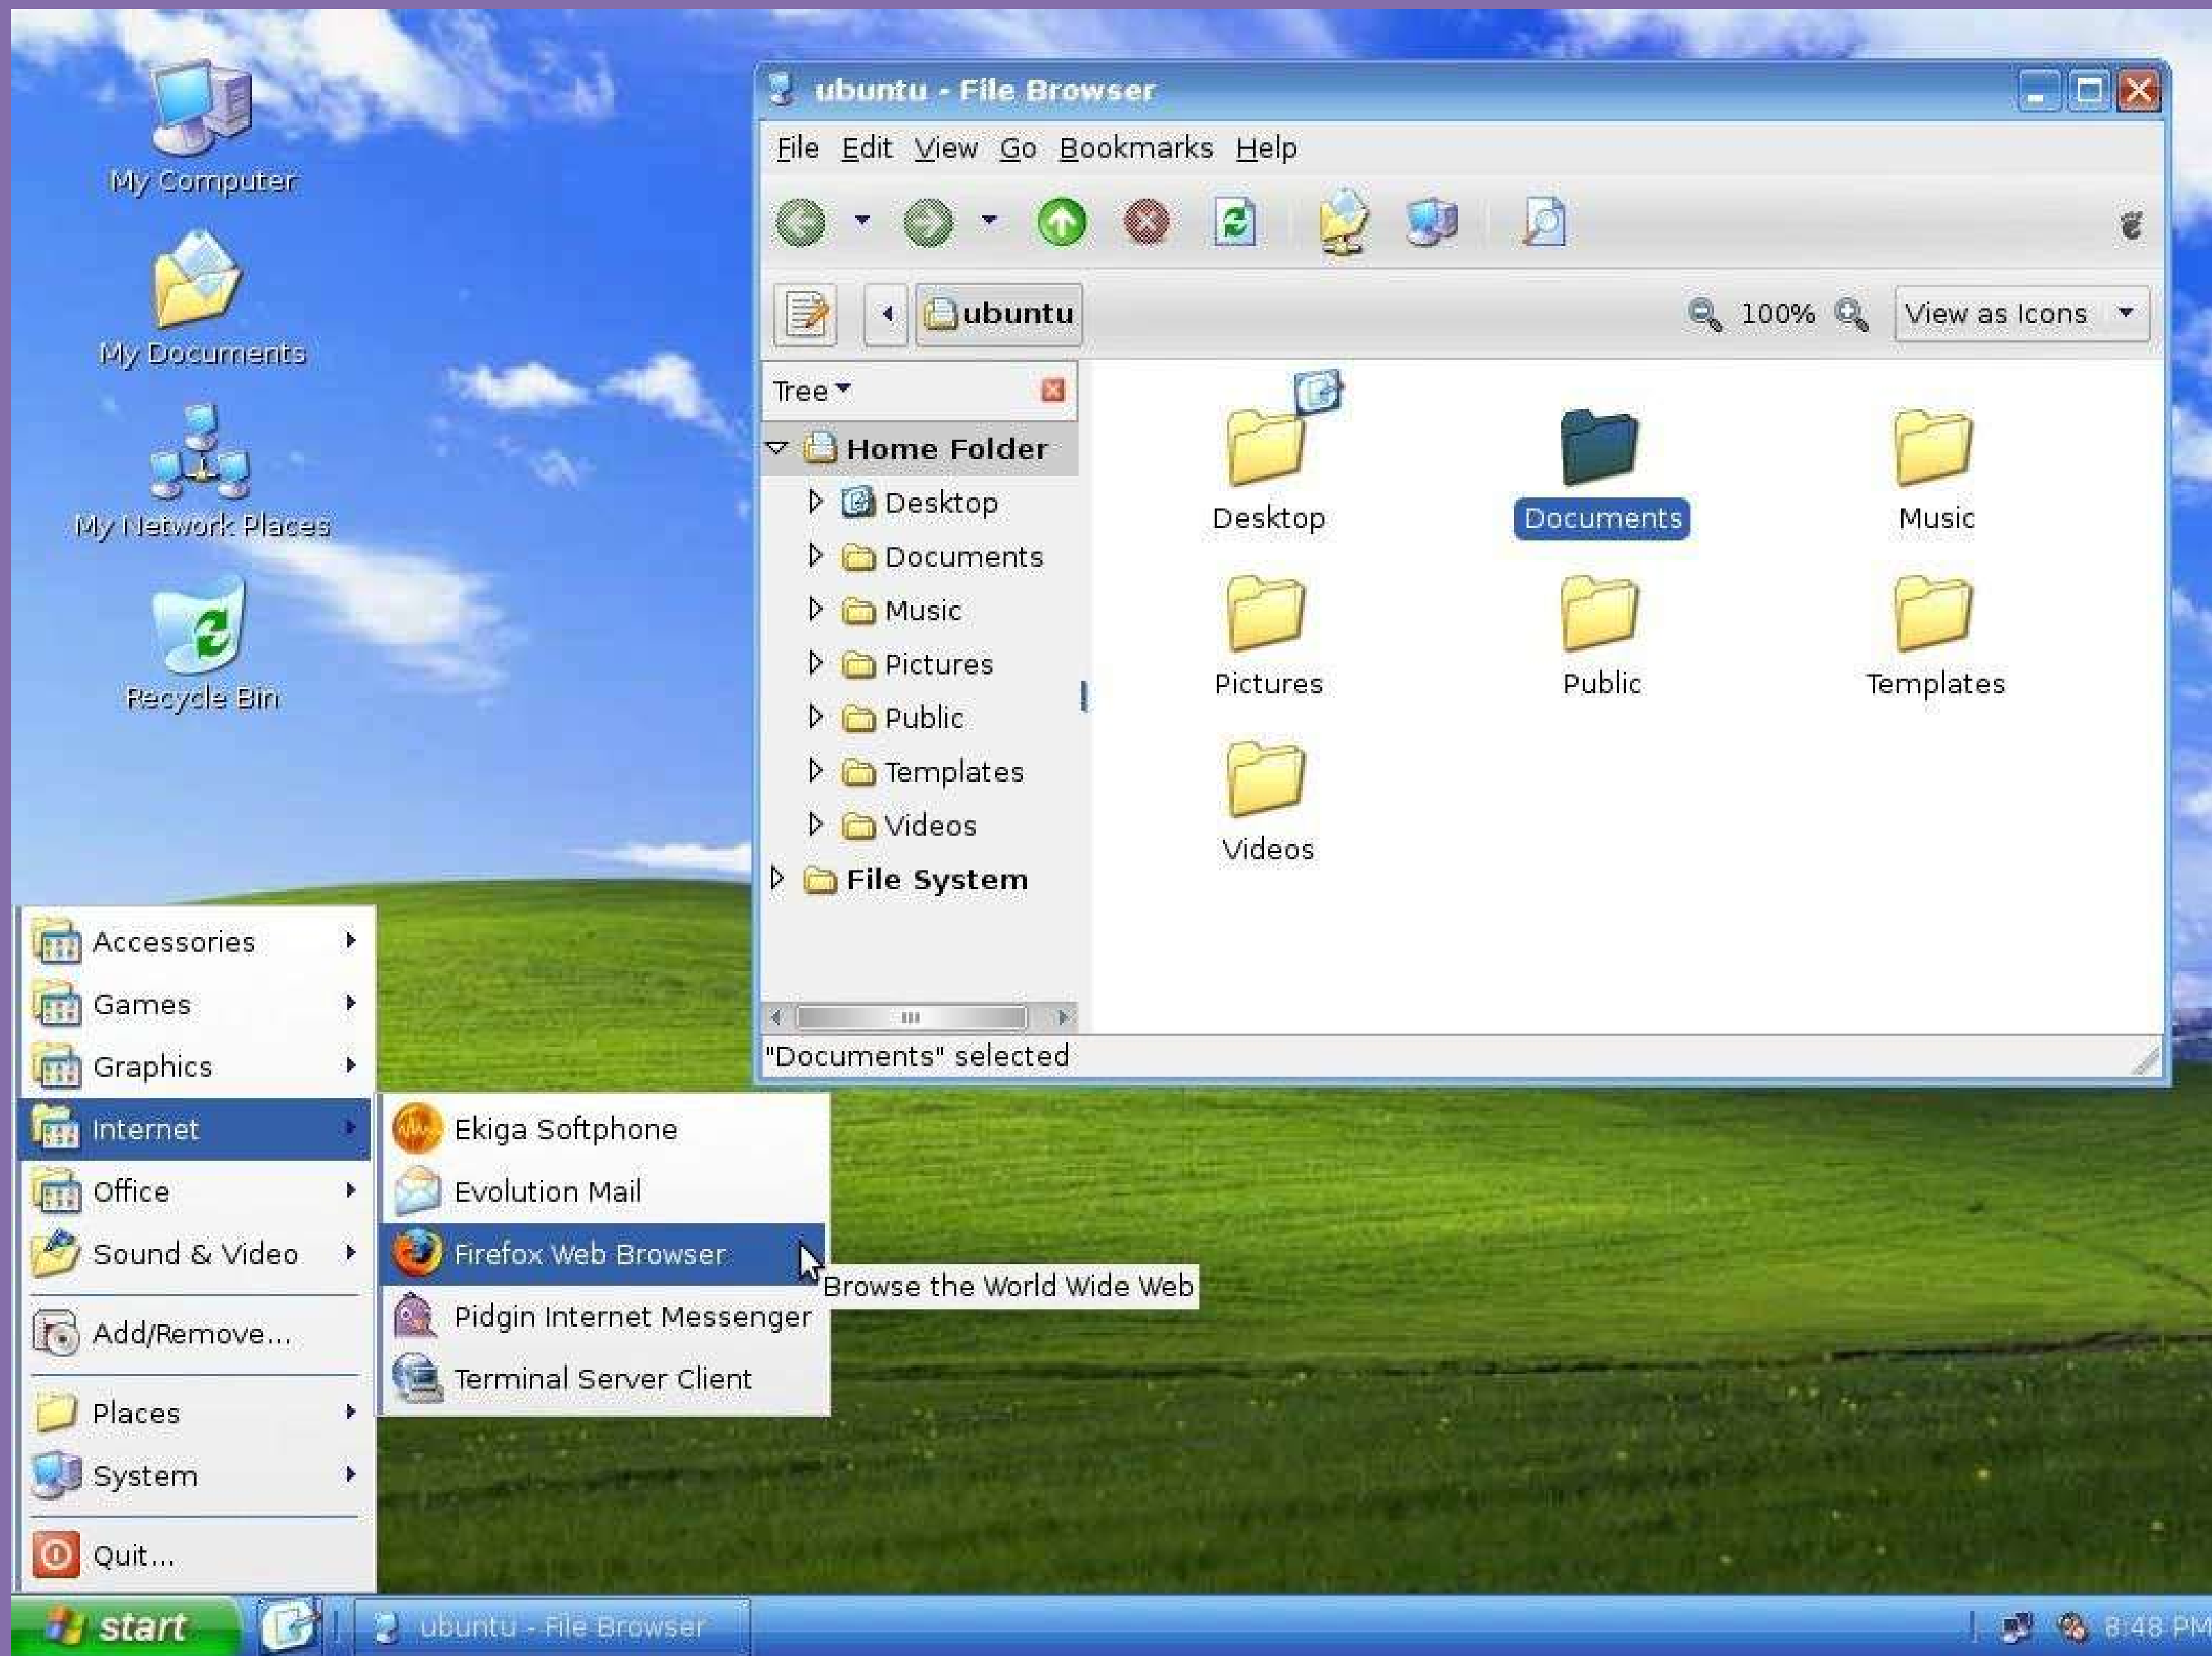 My Computer
My Documents
My Network Places
Recycle Bin
ubuntu - File Browser
File Edit View Go Bookmarks Help
ubuntu
100%
View as Icons
Tree
Home Folder
Desktop
Documents
Music
Pictures
Public
Templates
Videos
File System
Desktop
Documents
Music
Pictures
Public
Templates
Videos
"Documents" selected
Accessories
Games
Graphics
Internet
Office
Sound & Video
Add/Remove...
Places
System
Quit...
Ekiga Softphone
Evolution Mail
Firefox Web Browser
Pidgin Internet Messenger
Terminal Server Client
Browse the World Wide Web
start
ubuntu - File Browser
8:48 PM